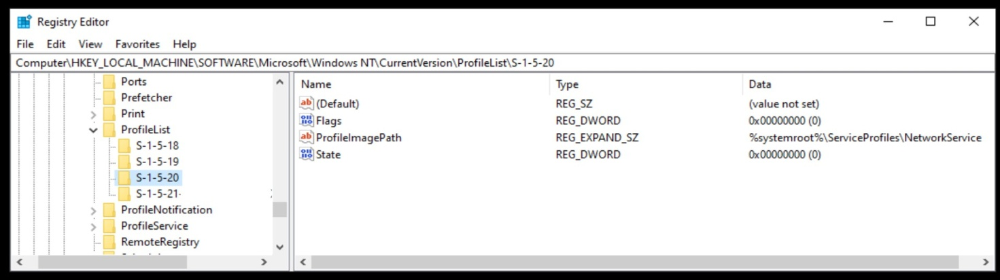 Registry Editor
File Edit View Favorites Help
Computer\HKEY_LOCAL_MACHINE\SOFTWARE\Microsoft\Windows NT\CurrentVersion\ProfileList\S-1-5-20
Ports
Prefetcher
Print
ProfileList
S-1-5-18
S-1-5-19
S-1-5-20
S-1-5-21-
ProfileNotification
ProfileService
RemoteRegistry
Name Type Data
(Default) REG_SZ (value not set)
Flags REG_DWORD 0x00000000 (0)
ProfileImagePath REG_EXPAND_SZ %systemroot%\ServiceProfiles\NetworkService
State REG_DWORD 0x00000000 (0)